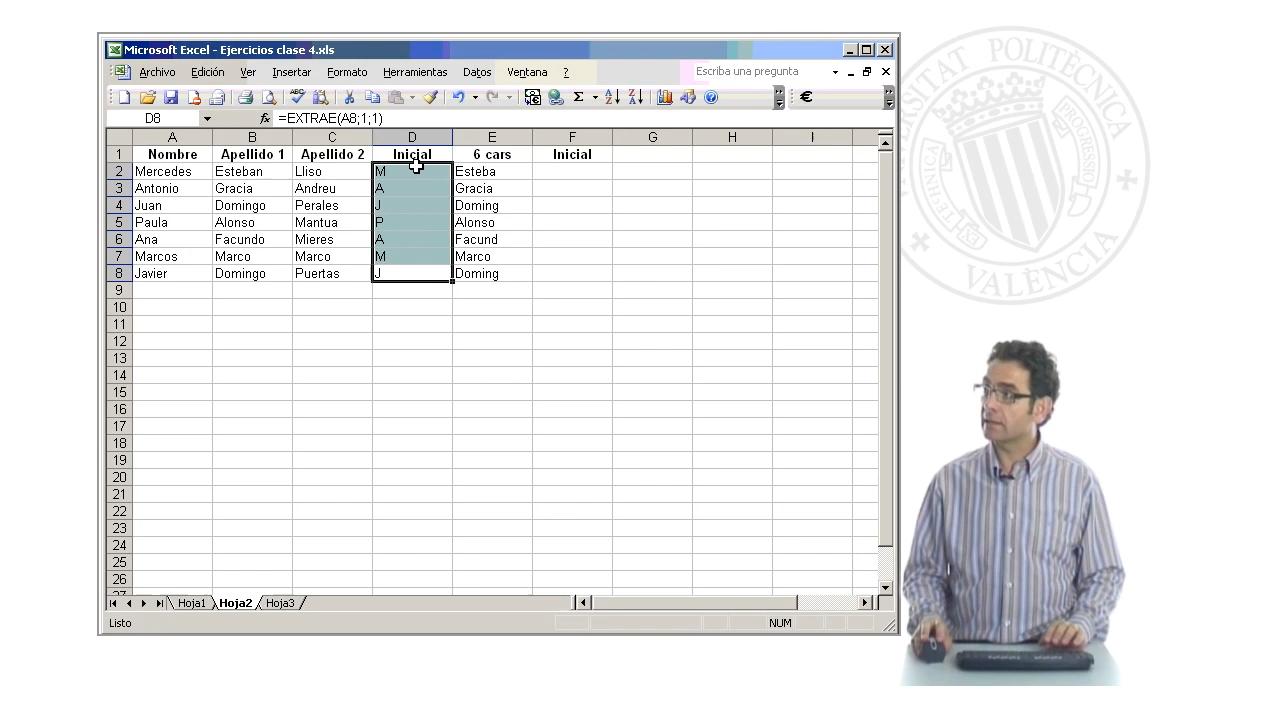 Microsoft Excel - Ejercicios clase 4.xls
Archivo Edición Ver Insertar Formato Herramientas Datos Ventana ? Escriba una pregunta
Σ €
D8 fx =EXTRAE(A8;1;1)
A B C D E F G H I
1 Nombre Apellido 1 Apellido 2 Inicial 6 cars Inicial
2 Mercedes Esteban Lliso M Esteba
3 Antonio Gracia Andreu A Gracia
4 Juan Domingo Perales J Doming
5 Paula Alonso Mantua P Alonso
6 Ana Facundo Mieres A Facund
7 Marcos Marco Marco M Marco
8 Javier Domingo Puertas J Doming
9
10
11
12
13
14
15
16
17
18
19
20
21
22
23
24
25
26
27
Hoja1 Hoja2 Hoja3
Listo NUM
POLITÈCNICA
VALÈNCIA